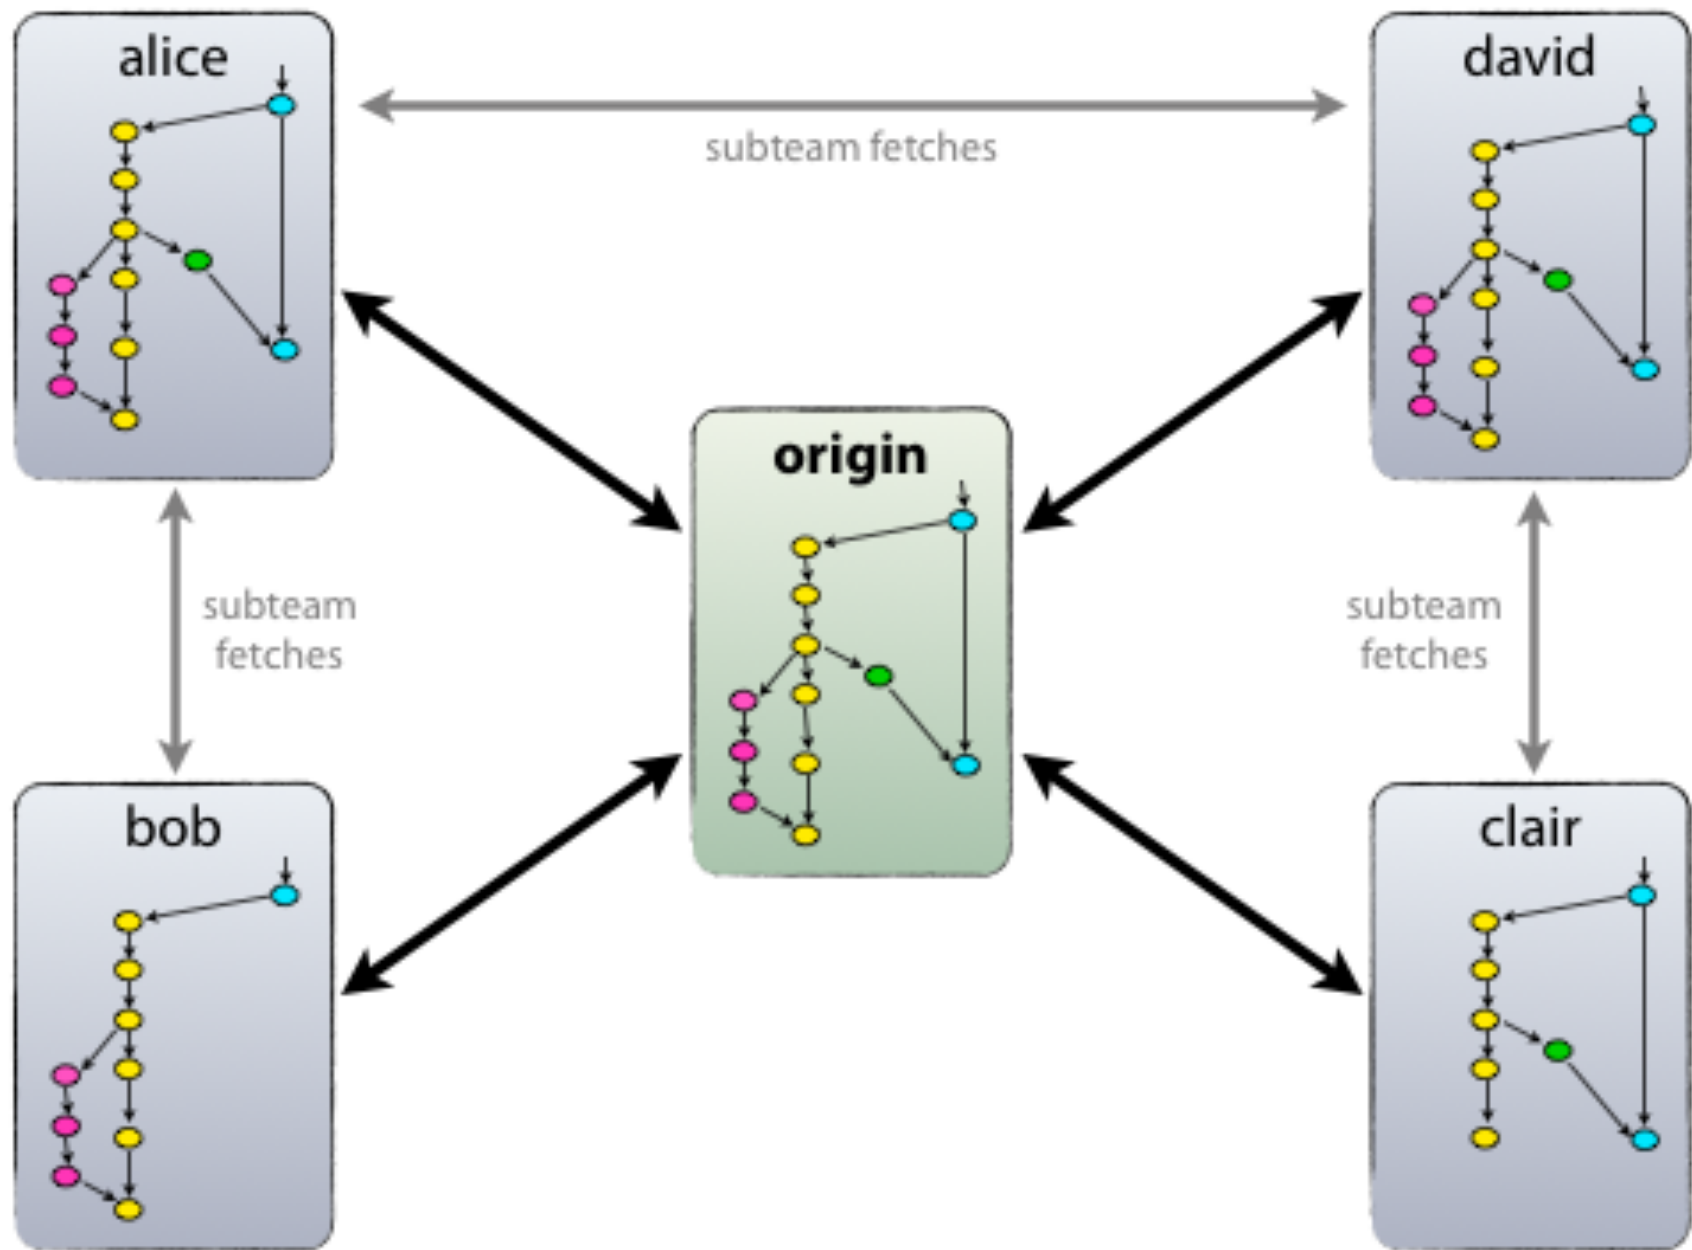 alice
david
subteam fetches
origin
subteam
fetches
subteam
fetches
bob
clair